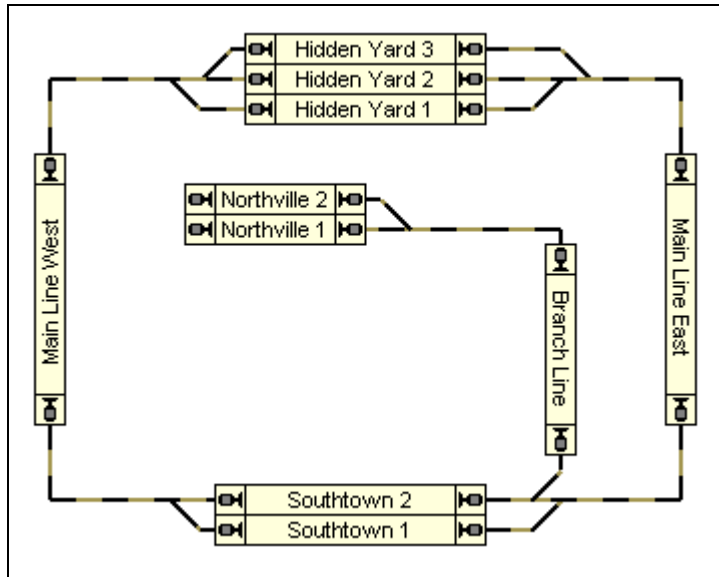 Hidden Yard 3
Hidden Yard 2
Hidden Yard 1
Main Line West
Northville 2
Northville 1
Branch Line
Main Line East
Southtown 2
Southtown 1